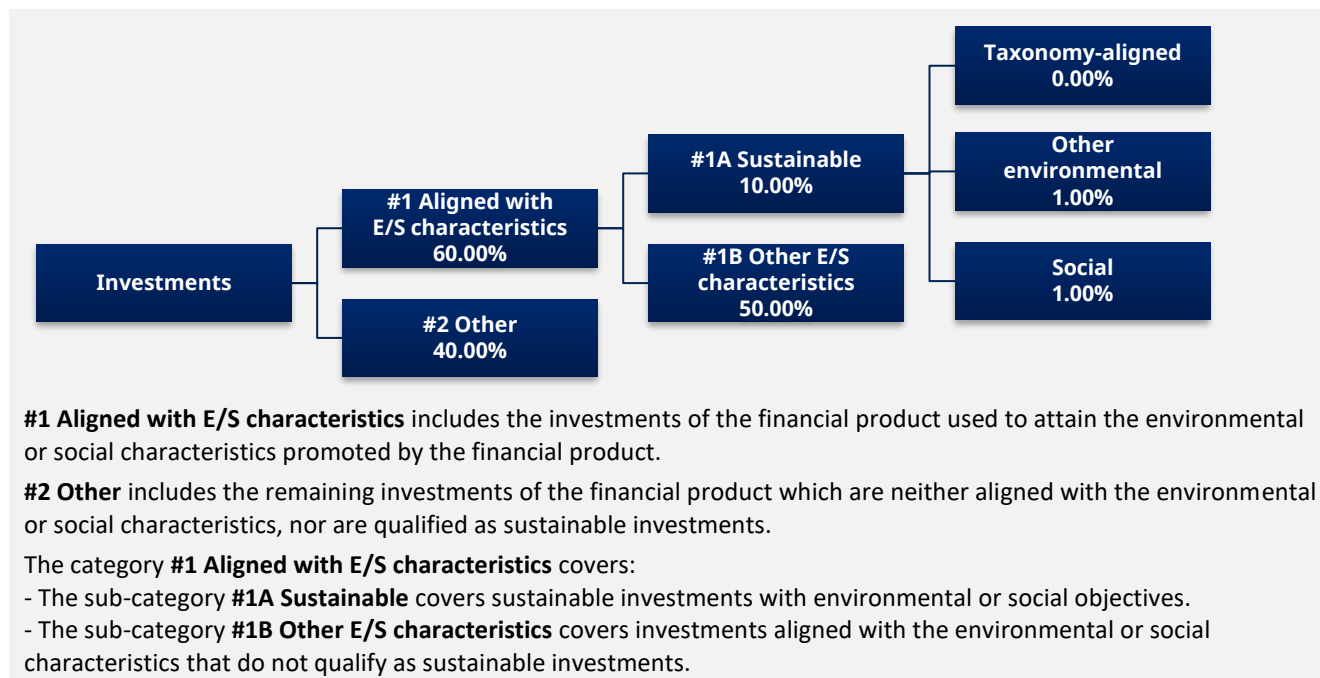 Investments
#1 Aligned with
E/S characteristics
60.00%
#2 Other
40.00%
#1A Sustainable
10.00%
#1B Other E/S
characteristics
50.00%
Taxonomy-aligned
0.00%
Other
environmental
1.00%
Social
1.00%
#1 Aligned with E/S characteristics includes the investments of the financial product used to attain the environmental
or social characteristics promoted by the financial product.
#2 Other includes the remaining investments of the financial product which are neither aligned with the environmental
or social characteristics, nor are qualified as sustainable investments.
The category #1 Aligned with E/S characteristics covers:
- The sub-category #1A Sustainable covers sustainable investments with environmental or social objectives.
- The sub-category #1B Other E/S characteristics covers investments aligned with the environmental or social
characteristics that do not qualify as sustainable investments.